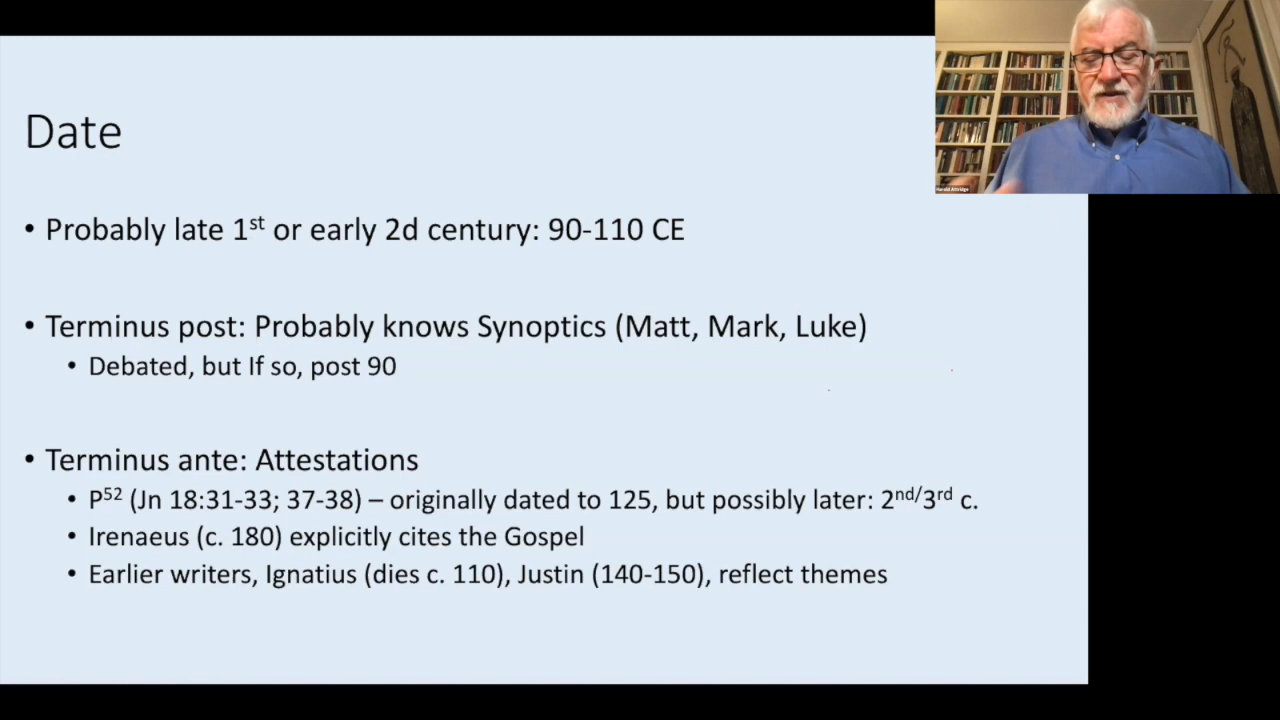 Date
• Probably late 1st or early 2d century: 90-110 CE
• Terminus post: Probably knows Synoptics (Matt, Mark, Luke)
• Debated, but If so, post 90
• Terminus ante: Attestations
• P52 (Jn 18:31-33; 37-38) – originally dated to 125, but possibly later: 2nd/3rd c.
• Irenaeus (c. 180) explicitly cites the Gospel
• Earlier writers, Ignatius (dies c. 110), Justin (140-150), reflect themes
Harold Attridge